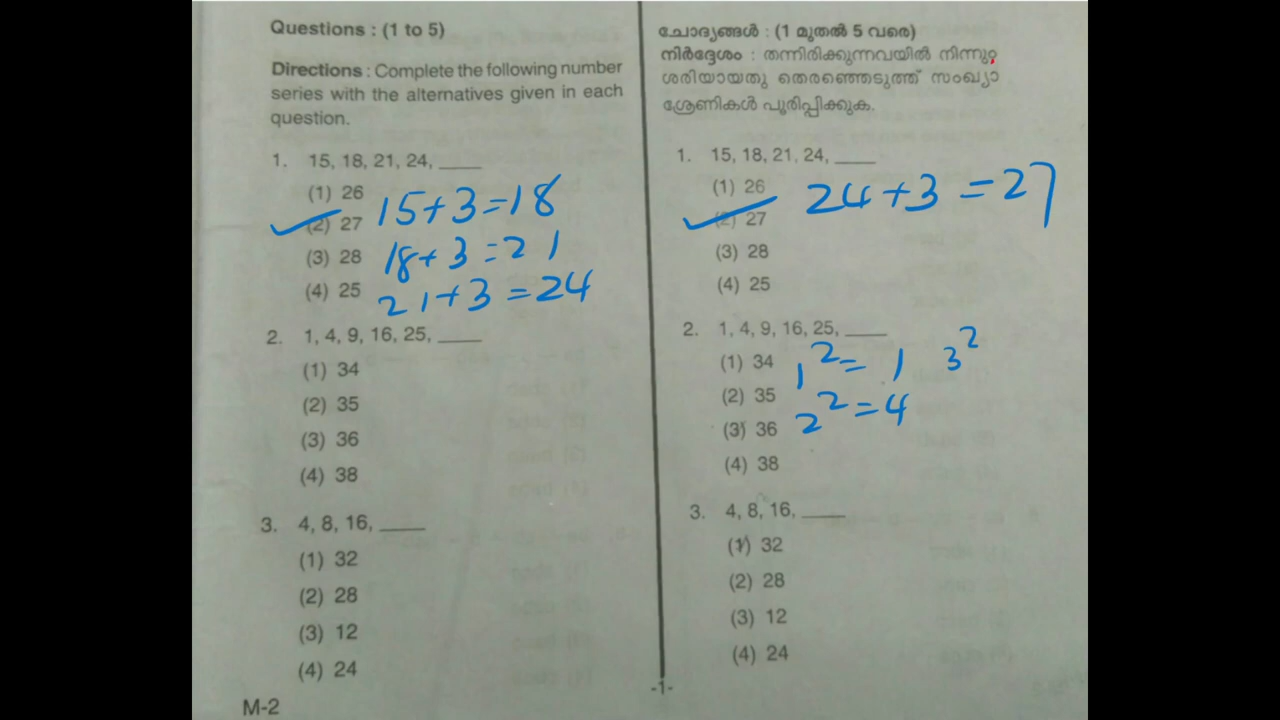 Questions : (1 to 5)
Directions : Complete the following number
series with the alternatives given in each
question.
1. 15, 18, 21, 24, ____
(1) 26
(2) 27 15+3=18
(3) 28 18+3=21
(4) 25 21+3=24
2. 1, 4, 9, 16, 25, ____
(1) 34
(2) 35
(3) 36
(4) 38
3. 4, 8, 16, ____
(1) 32
(2) 28
(3) 12
(4) 24
M-2
ചോദ്യങ്ങൾ : (1 മുതൽ 5 വരെ)
നിർദ്ദേശം : തന്നിരിക്കുന്നവയിൽ നിന്നും
ശരിയായതു തെരഞ്ഞെടുത്ത് സംഖ്യാ
ശ്രേണികൾ പൂരിപ്പിക്കുക.
1. 15, 18, 21, 24, ____
(1) 26 24+3=27
(2) 27
(3) 28
(4) 25
2. 1, 4, 9, 16, 25, ____
(1) 34 1²=1 3²
(2) 35 2²=4
(3) 36
(4) 38
3. 4, 8, 16, ____
(1) 32
(2) 28
(3) 12
(4) 24
-1-